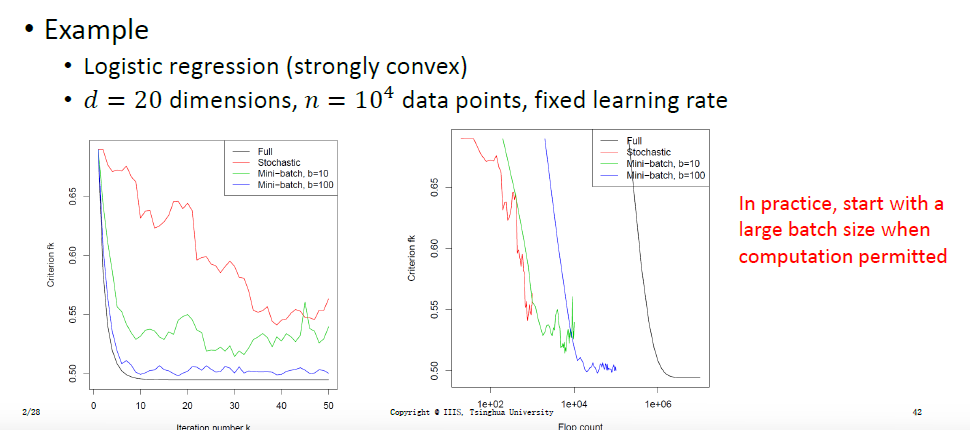 • Example
• Logistic regression (strongly convex)
• d = 20 dimensions, n = 10⁴ data points, fixed learning rate
Full
Stochastic
Mini-batch, b=10
Mini-batch, b=100
Criterion fk
0.65
0.60
0.55
0.50
0
10
20
30
40
50
Iteration number k
Full
Stochastic
Mini-batch, b=10
Mini-batch, b=100
Criterion fk
0.65
0.60
0.55
0.50
1e+02
1e+04
1e+06
Flop count
In practice, start with a
large batch size when
computation permitted
2/28
Copyright @ IIIS, Tsinghua University
42